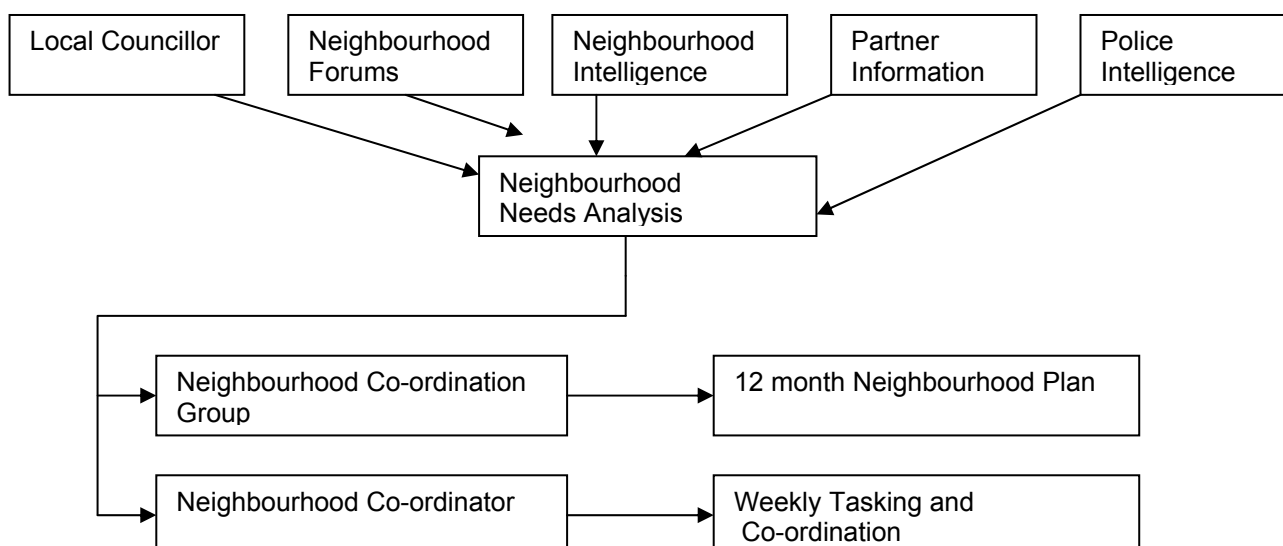 Local Councillor
Neighbourhood
Forums
Neighbourhood
Intelligence
Partner
Information
Police
Intelligence
Neighbourhood
Needs Analysis
Neighbourhood Co-ordination
Group
12 month Neighbourhood Plan
Neighbourhood Co-ordinator
Weekly Tasking and
Co-ordination